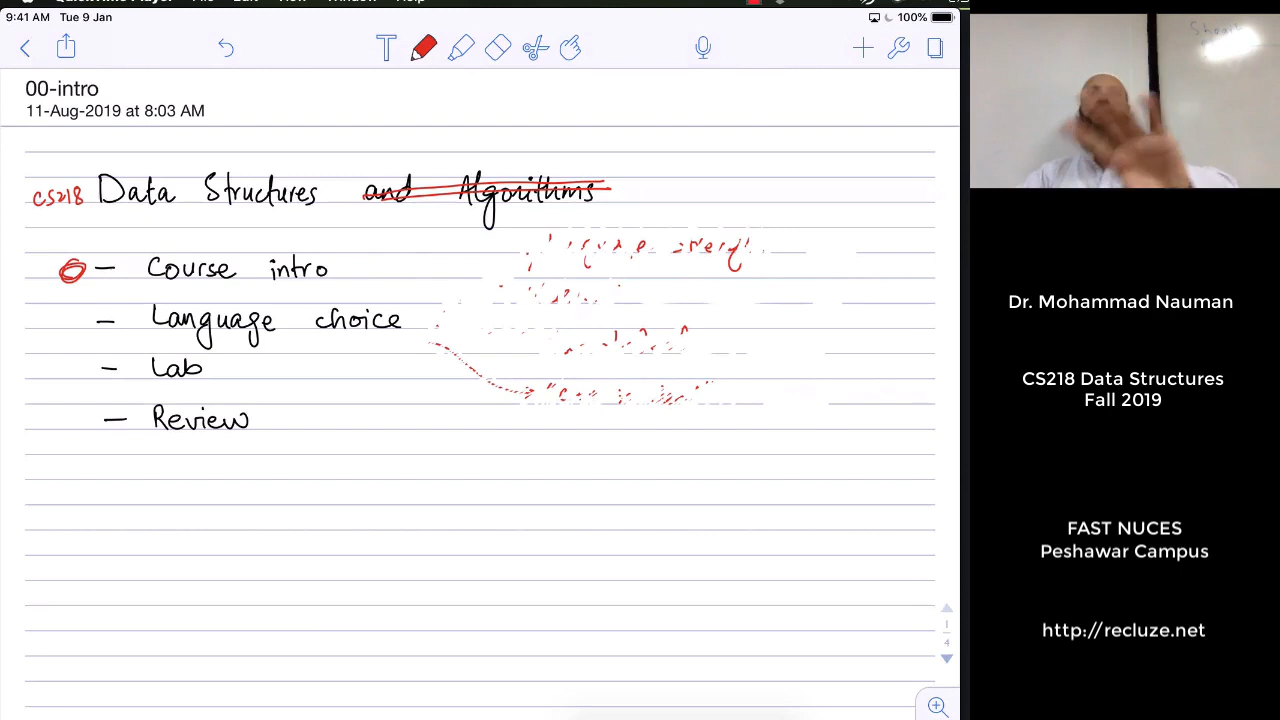 9:41 AM Tue 9 Jan
100%
00-intro
11-Aug-2019 at 8:03 AM
CS218 Data Structures and Algorithms
- Course intro
- Language choice
- Lab
- Review
1
4
Dr. Mohammad Nauman
CS218 Data Structures
Fall 2019
FAST NUCES
Peshawar Campus
http://recluze.net